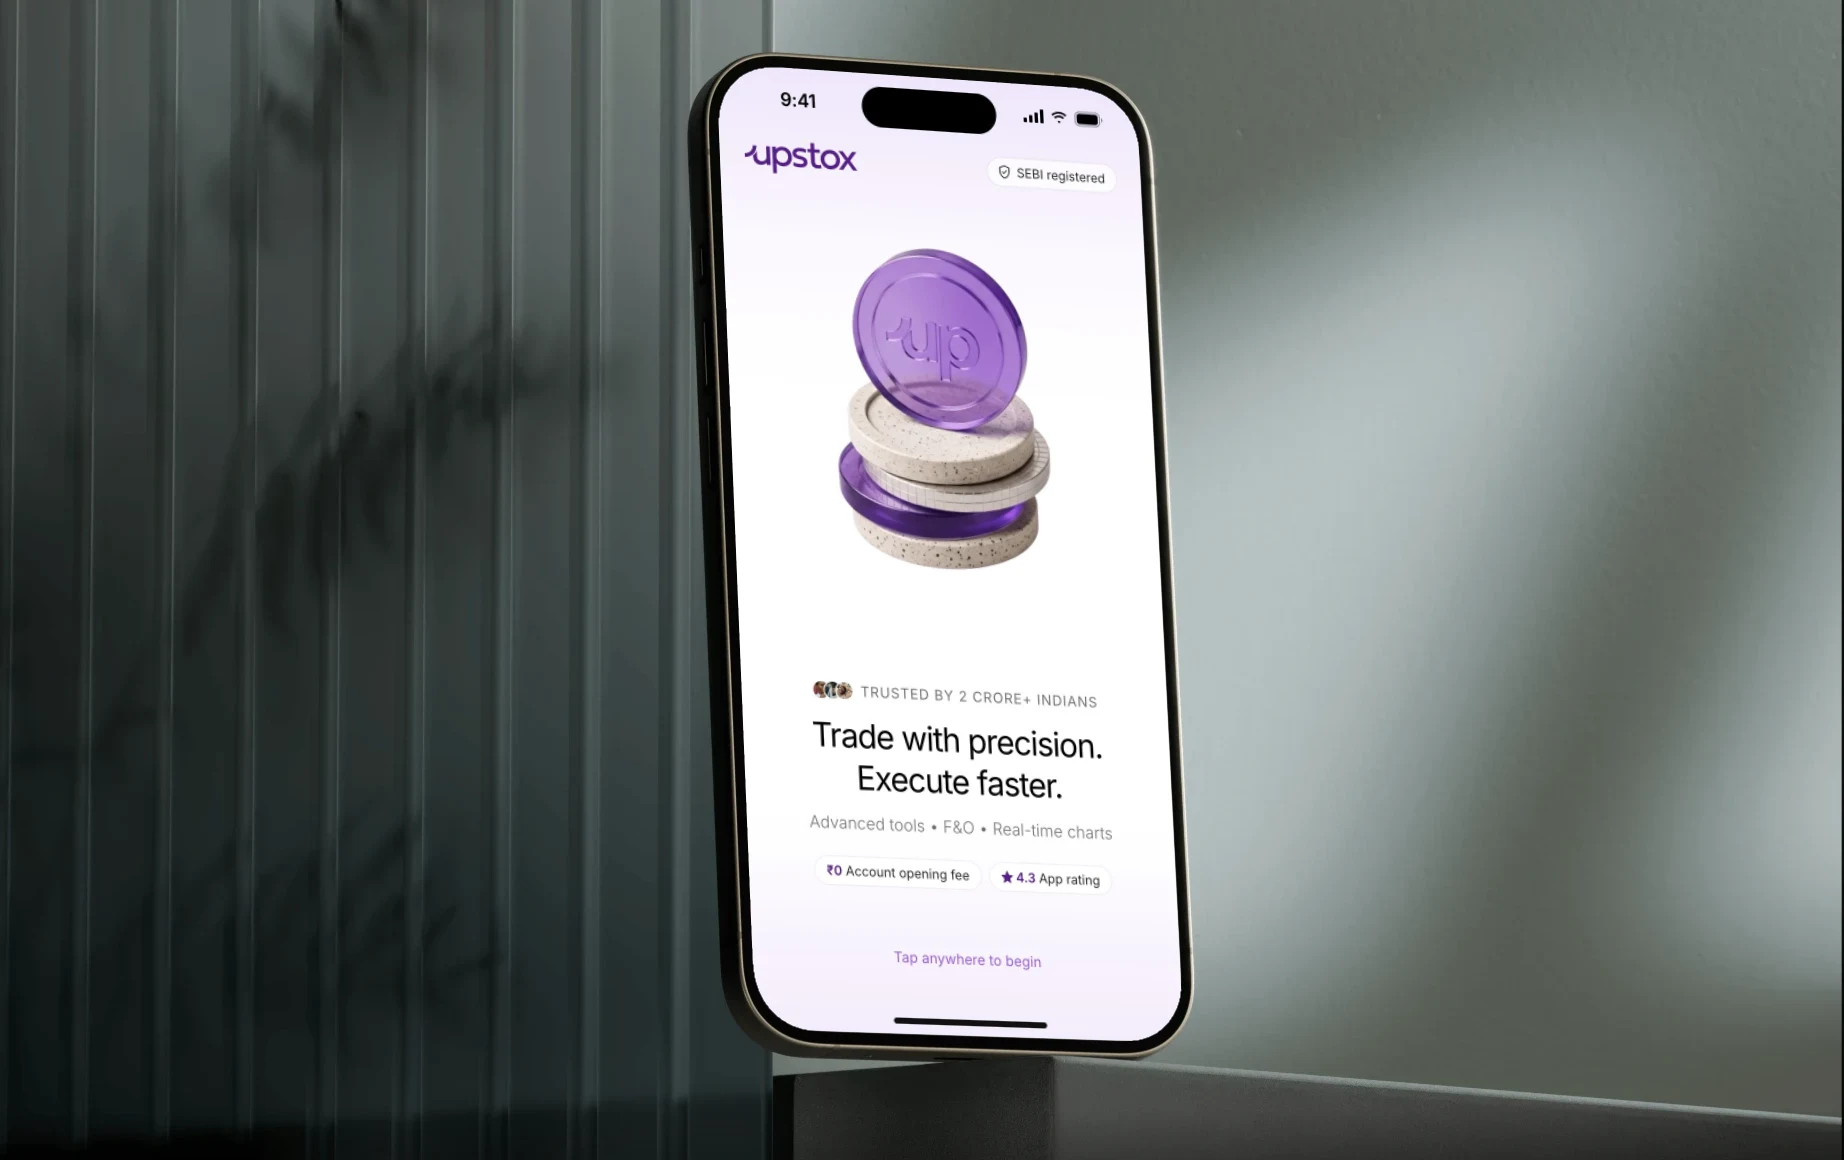 9:41
upstox
SEBI registered
up
TRUSTED BY 2 CRORE+ INDIANS
Trade with precision.
Execute faster.
Advanced tools • F&O • Real-time charts
₹0 Account opening fee
★ 4.3 App rating
Tap anywhere to begin